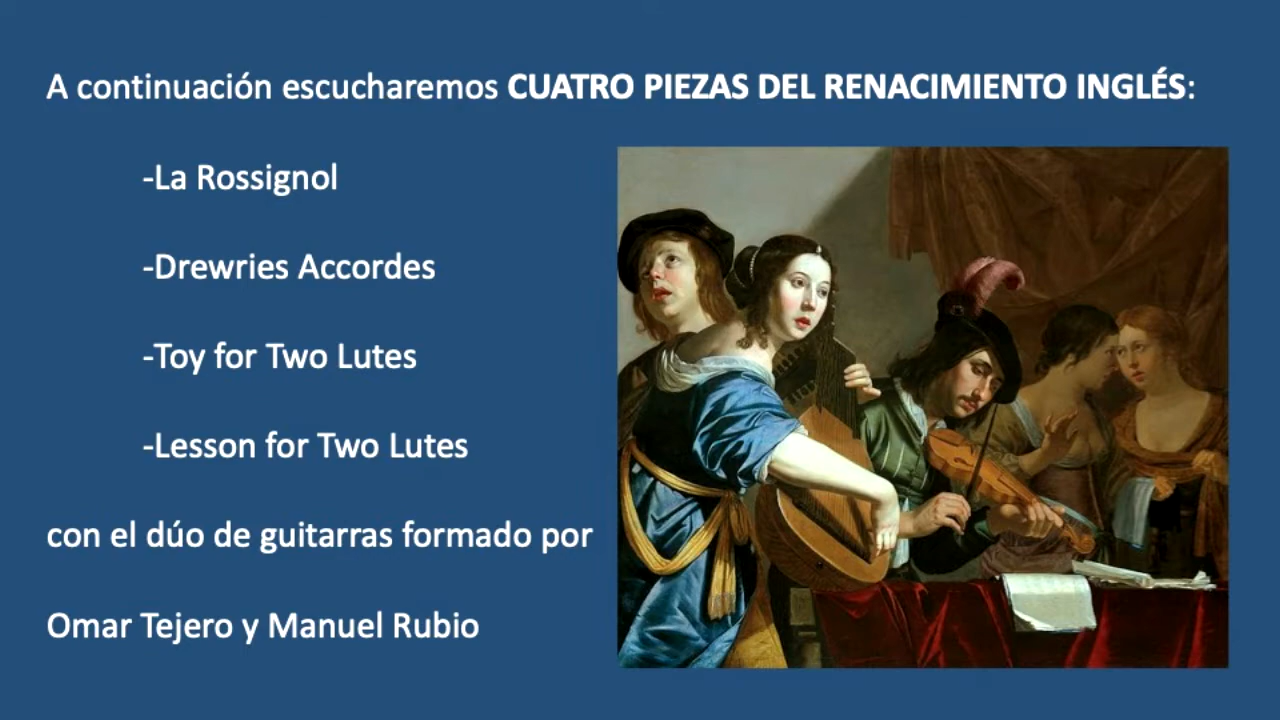 A continuación escucharemos CUATRO PIEZAS DEL RENACIMIENTO INGLÉS:
-La Rossignol
-Drewries Accordes
-Toy for Two Lutes
-Lesson for Two Lutes
con el dúo de guitarras formado por
Omar Tejero y Manuel Rubio